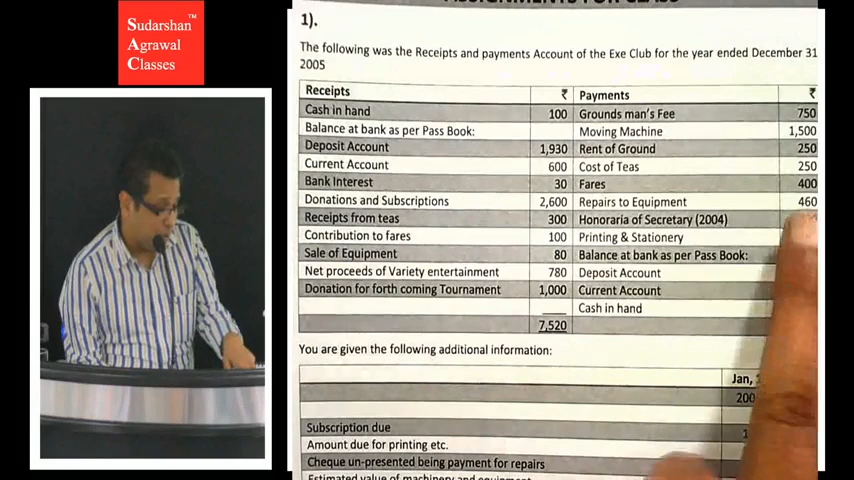 Sudarshan™
Agrawal
Classes
1).
The following was the Receipts and payments Account of the Exe Club for the year ended December 31
2005
Receipts ₹ Payments ₹
Cash in hand 100 Grounds man's Fee 750
Balance at bank as per Pass Book: Moving Machine 1,500
Deposit Account 1,930 Rent of Ground 250
Current Account 600 Cost of Teas 250
Bank Interest 30 Fares 400
Donations and Subscriptions 2,600 Repairs to Equipment 460
Receipts from teas 300 Honoraria of Secretary (2004)
Contribution to fares 100 Printing & Stationery
Sale of Equipment 80 Balance at bank as per Pass Book:
Net proceeds of Variety entertainment 780 Deposit Account
Donation for forth coming Tournament 1,000 Current Account
Cash in hand
7,520
You are given the following additional information:
Jan,
200
Subscription due
Amount due for printing etc.
Cheque un-presented being payment for repairs
Estimated value of machinery and equipment